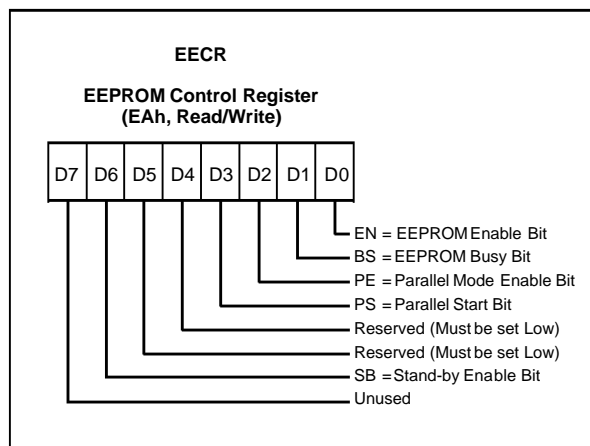 EECR
EEPROM Control Register
(EAh, Read/Write)
D7 D6 D5 D4 D3 D2 D1 D0
EN = EEPROM Enable Bit
BS = EEPROM Busy Bit
PE = Parallel Mode Enable Bit
PS = Parallel Start Bit
Reserved (Must be set Low)
Reserved (Must be set Low)
SB = Stand-by Enable Bit
Unused